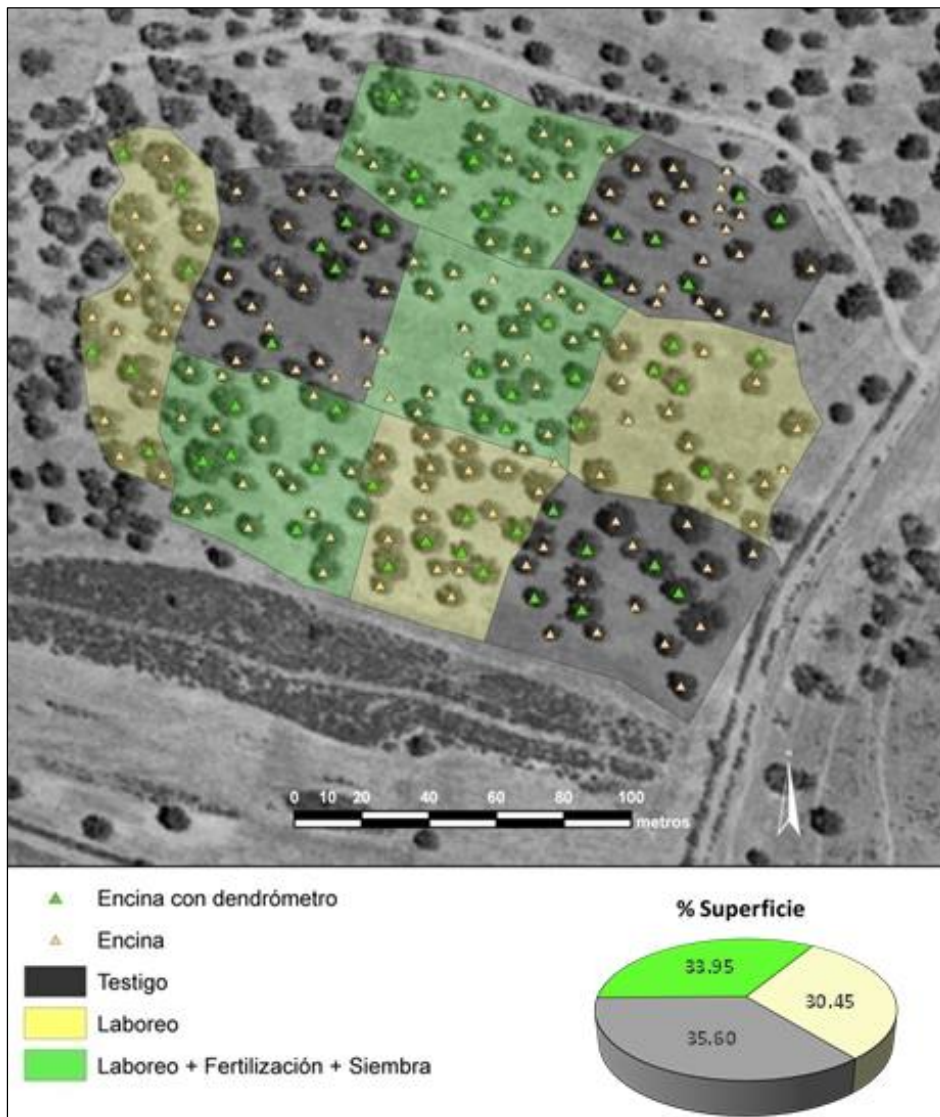 0 10 20 40 60 80 100
metros
Encina con dendrómetro
Encina
Testigo
Laboreo
Laboreo + Fertilización + Siembra
% Superficie
33.95
30.45
35.60